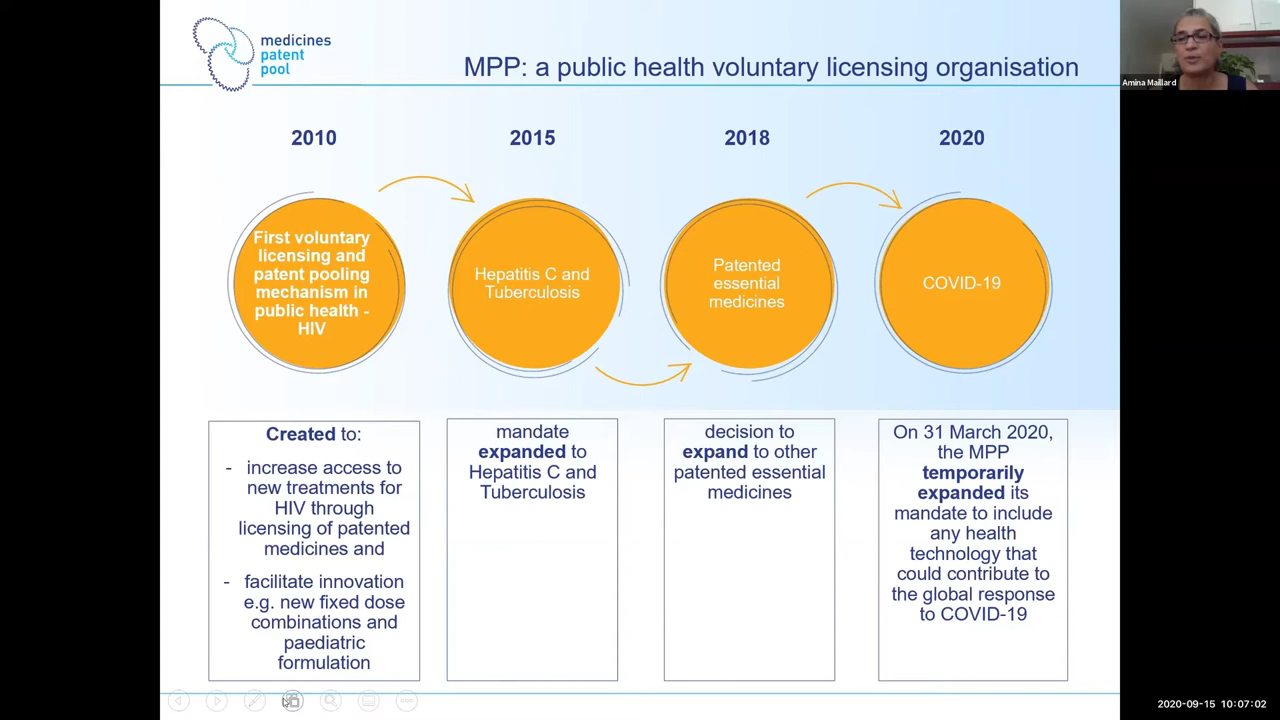 medicines
patent
pool
MPP: a public health voluntary licensing organisation
Amina Maillard
2010
2015
2018
2020
First voluntary
licensing and
patent pooling
mechanism in
public health -
HIV
Hepatitis C and
Tuberculosis
Patented
essential
medicines
COVID-19
Created to:
- increase access to
new treatments for
HIV through
licensing of patented
medicines and
- facilitate innovation
e.g. new fixed dose
combinations and
paediatric
formulation
mandate
expanded to
Hepatitis C and
Tuberculosis
decision to
expand to other
patented essential
medicines
On 31 March 2020,
the MPP
temporarily
expanded its
mandate to include
any health
technology that
could contribute to
the global response
to COVID-19
2020-09-15 10:07:02